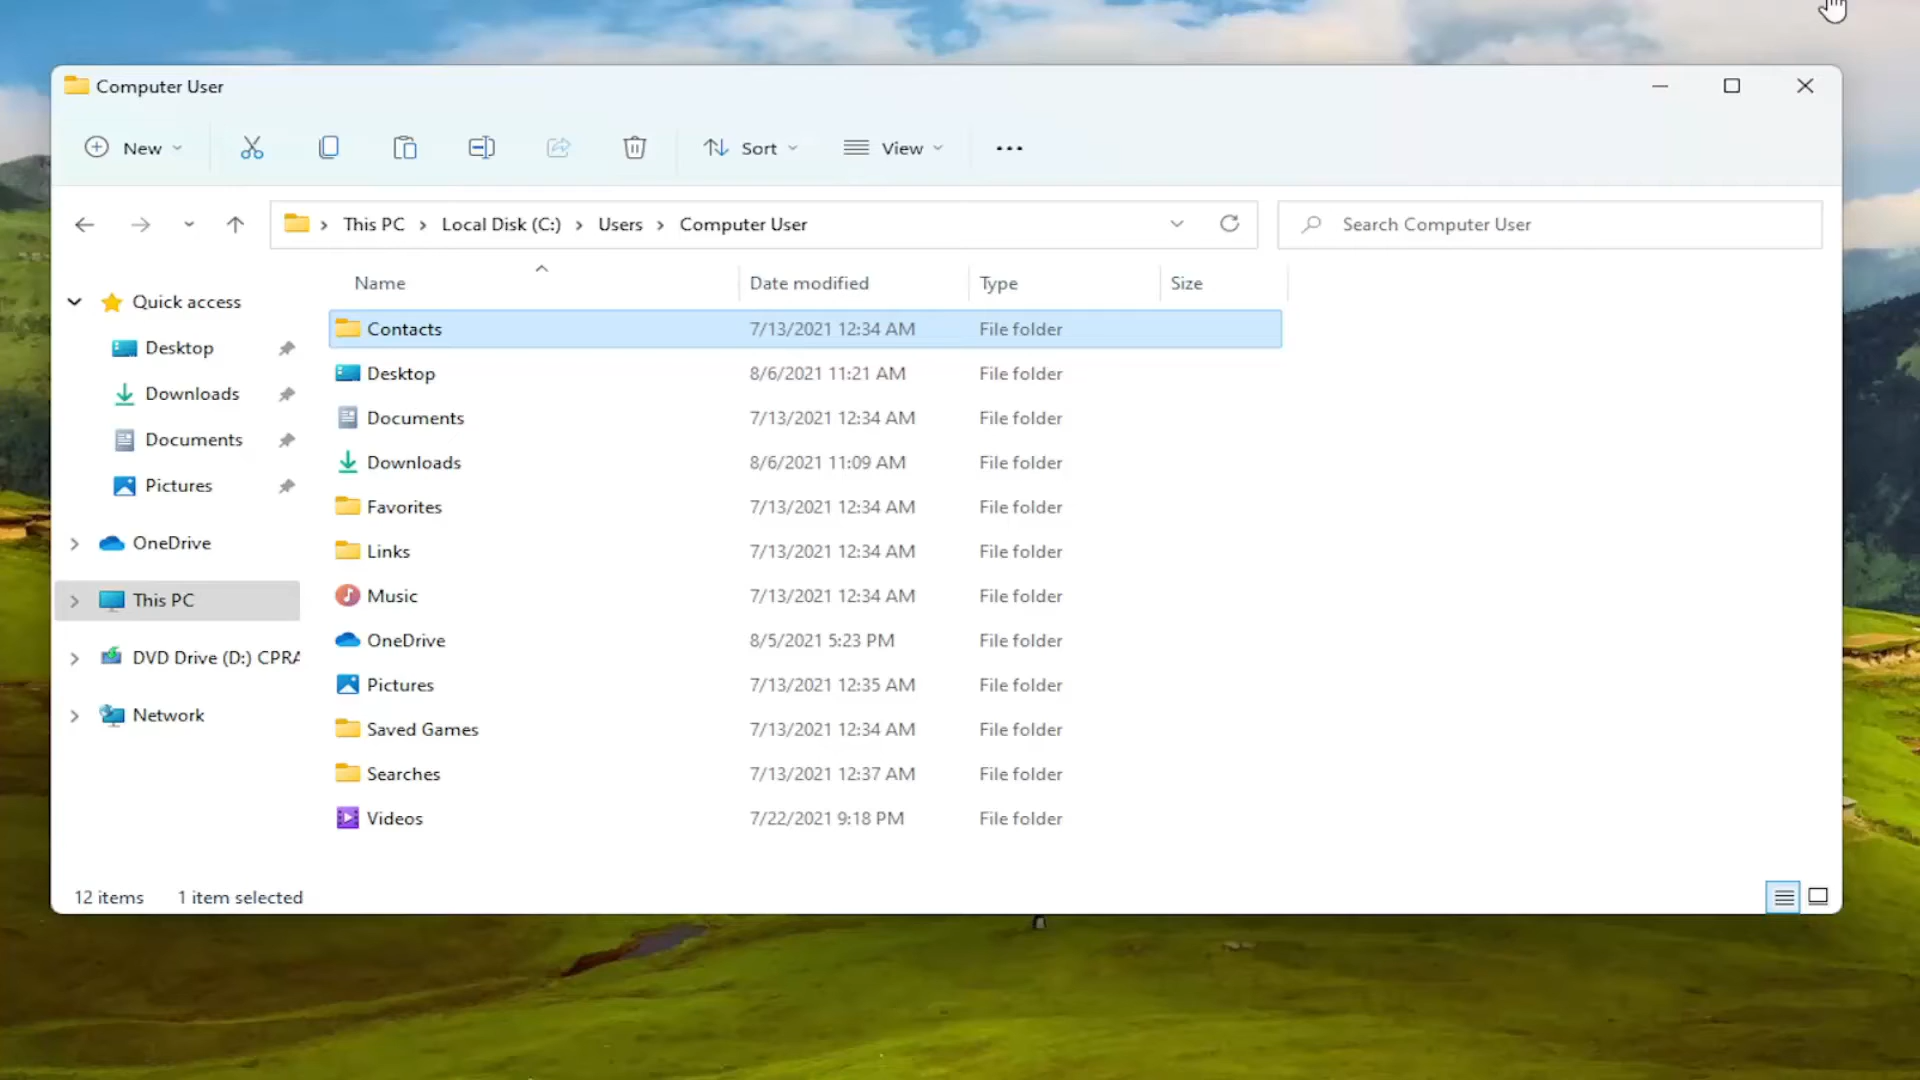 Computer User
New Sort View
This PC Local Disk (C:) Users Computer User
Search Computer User
Name Date modified Type Size
Quick access
Desktop
Downloads
Documents
Pictures
OneDrive
This PC
DVD Drive (D:) CPRA
Network
Contacts 7/13/2021 12:34 AM File folder
Desktop 8/6/2021 11:21 AM File folder
Documents 7/13/2021 12:34 AM File folder
Downloads 8/6/2021 11:09 AM File folder
Favorites 7/13/2021 12:34 AM File folder
Links 7/13/2021 12:34 AM File folder
Music 7/13/2021 12:34 AM File folder
OneDrive 8/5/2021 5:23 PM File folder
Pictures 7/13/2021 12:35 AM File folder
Saved Games 7/13/2021 12:34 AM File folder
Searches 7/13/2021 12:37 AM File folder
Videos 7/22/2021 9:18 PM File folder
12 items 1 item selected